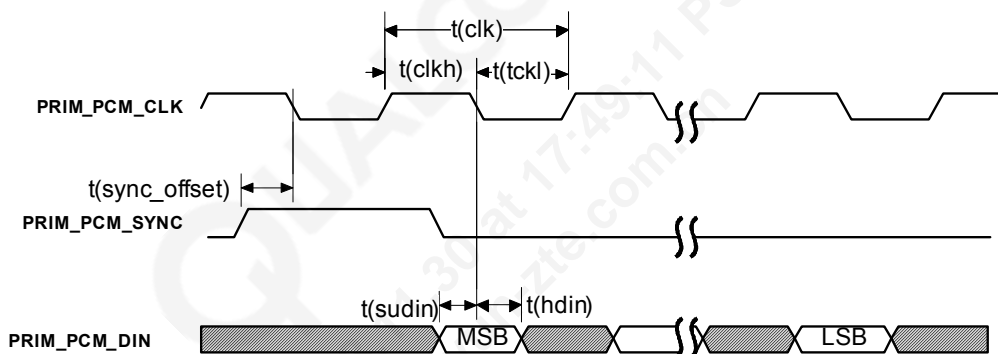 t(clk)
t(clkh) t(tckl)
PRIM_PCM_CLK
t(sync_offset)
PRIM_PCM_SYNC
t(sudin) t(hdin)
PRIM_PCM_DIN MSB LSB